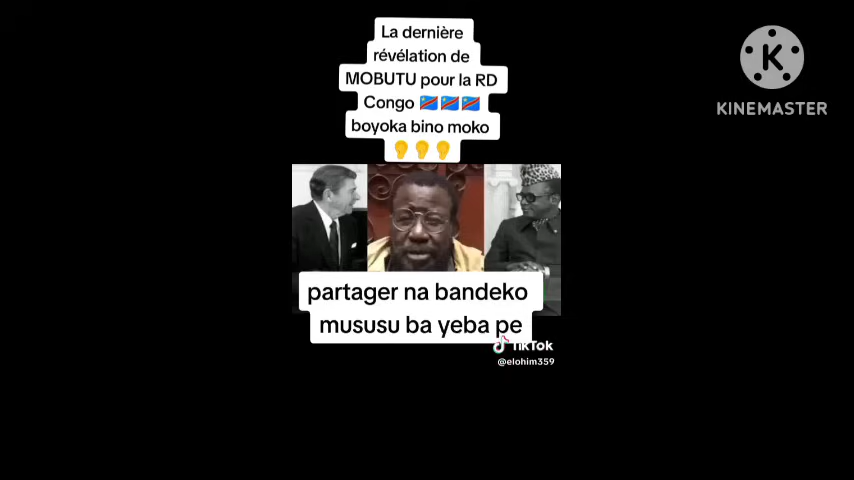 La dernière
révélation de
MOBUTU pour la RD
Congo 🇨🇩🇨🇩🇨🇩
boyoka bino moko
👂👂👂
K
KINEMASTER
partager na bandeko
mususu ba yeba pe
TikTok
@elohim359